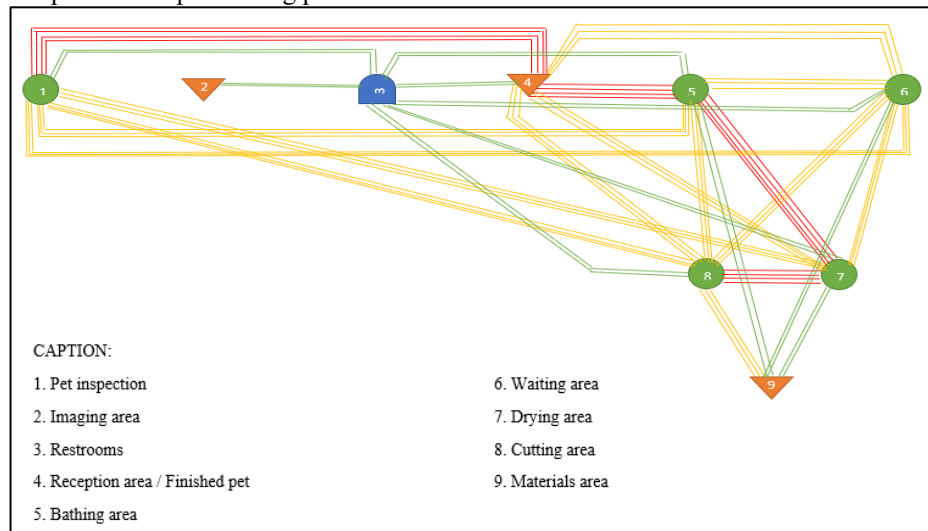 1
2
3
4
5
6
8
7
9
CAPTION:
1. Pet inspection
2. Imaging area
3. Restrooms
4. Reception area / Finished pet
5. Bathing area
6. Waiting area
7. Drying area
8. Cutting area
9. Materials area